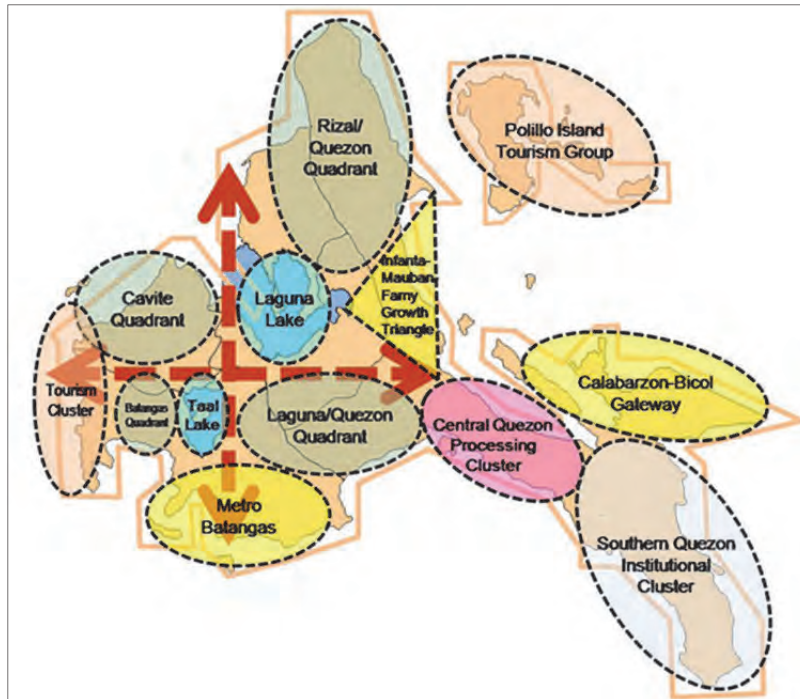 Rizal/
Quezon
Quadrant
Polillo Island
Tourism Group
Infanta-
Mauban-
Famy
Growth
Triangle
Cavite
Quadrant
Laguna
Lake
Tourism
Cluster
Batangas
Quadrant
Taal
Lake
Laguna/Quezon
Quadrant
Central Quezon
Processing
Cluster
Calabarzon-Bicol
Gateway
Metro
Batangas
Southern Quezon
Institutional
Cluster